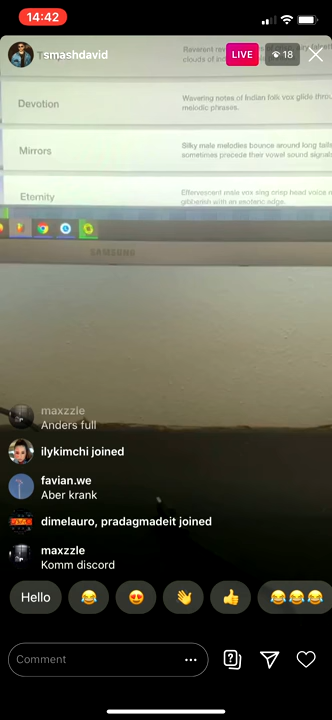 14:42
smashdavid
LIVE
18
clouds of
Devotion
Wavering notes of Indian folk vox glide
melodic phrases.
Mirrors
Silky male melodies bounce around long
sometimes precede their vowel sound
Eternity
Effervescent male vox sing crisp head voice
gibberish with an esoteric edge.
SAMSUNG
maxzzle
Anders full
ilykimchi joined
favian.we
Aber krank
dimelauro, pradagmadeit joined
maxzzle
Komm discord
Hello
Comment